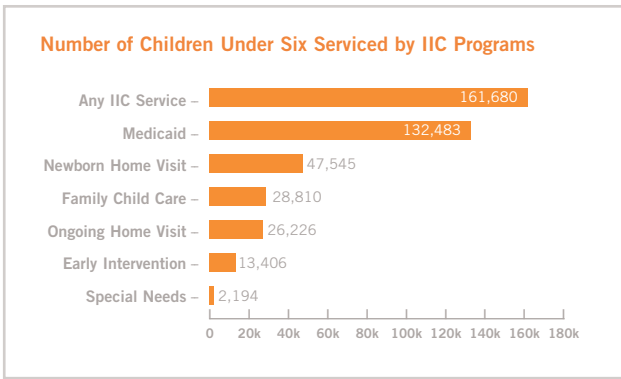 Number of Children Under Six Serviced by IIC Programs
Any IIC Service – 161,680
Medicaid – 132,483
Newborn Home Visit – 47,545
Family Child Care – 28,810
Ongoing Home Visit – 26,226
Early Intervention – 13,406
Special Needs – 2,194
0 20k 40k 60k 80k 100k 120k 140k 160k 180k